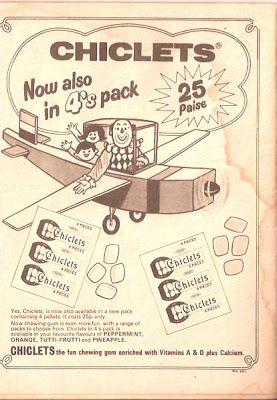 CHICLETS®
Now also
in 4's pack
25
Paise
4 PIECES
Chiclets
4 PIECES
Chiclets
4 PIECES
Chiclets
4 PIECES
4 PIECES
Chiclets
4 PIECES
Chiclets
4 PIECES
Chiclets
4 PIECES
Yes, Chiclets, is now also available in a new pack
containing 4 pellets. It costs 25p. only.
Now chewing gum is even more fun, with a range of
packs to choose from. Chiclets in 4's pack is
available in your favourite flavours of PEPPERMINT,
ORANGE, TUTTI-FRUTTI and PINEAPPLE.
CHICLETS the fun chewing gum enriched with Vitamins A & D plus Calcium.